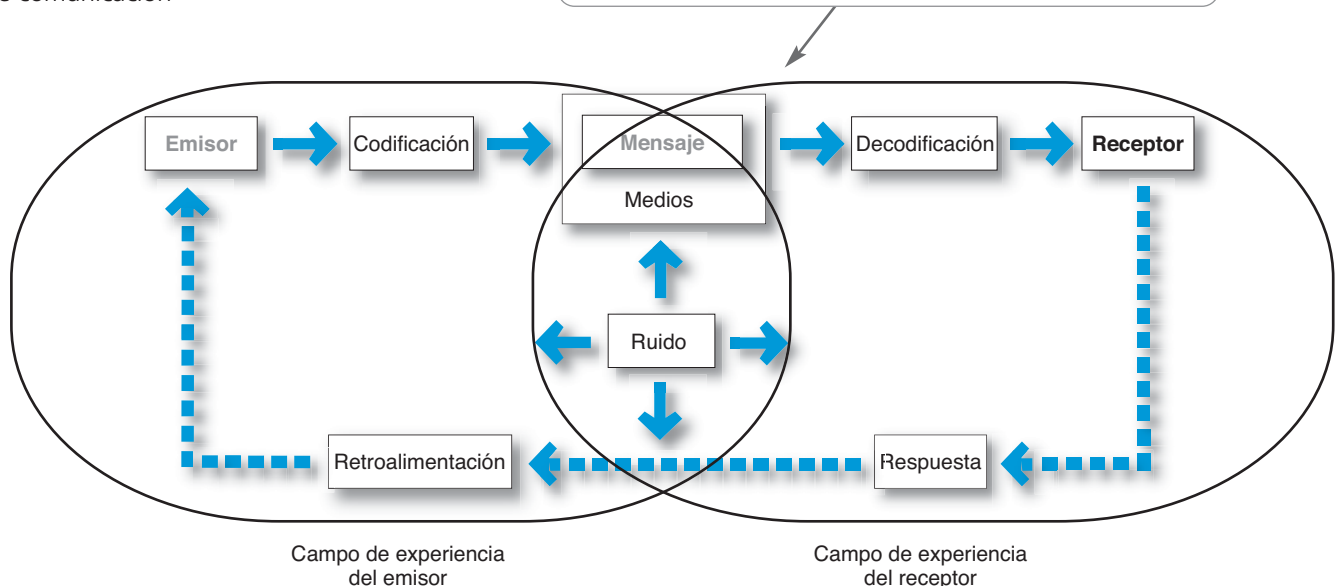 comunicación
Emisor
Codificación
Mensaje
Medios
Decodificación
Receptor
Ruido
Retroalimentación
Respuesta
Campo de experiencia
del emisor
Campo de experiencia
del receptor